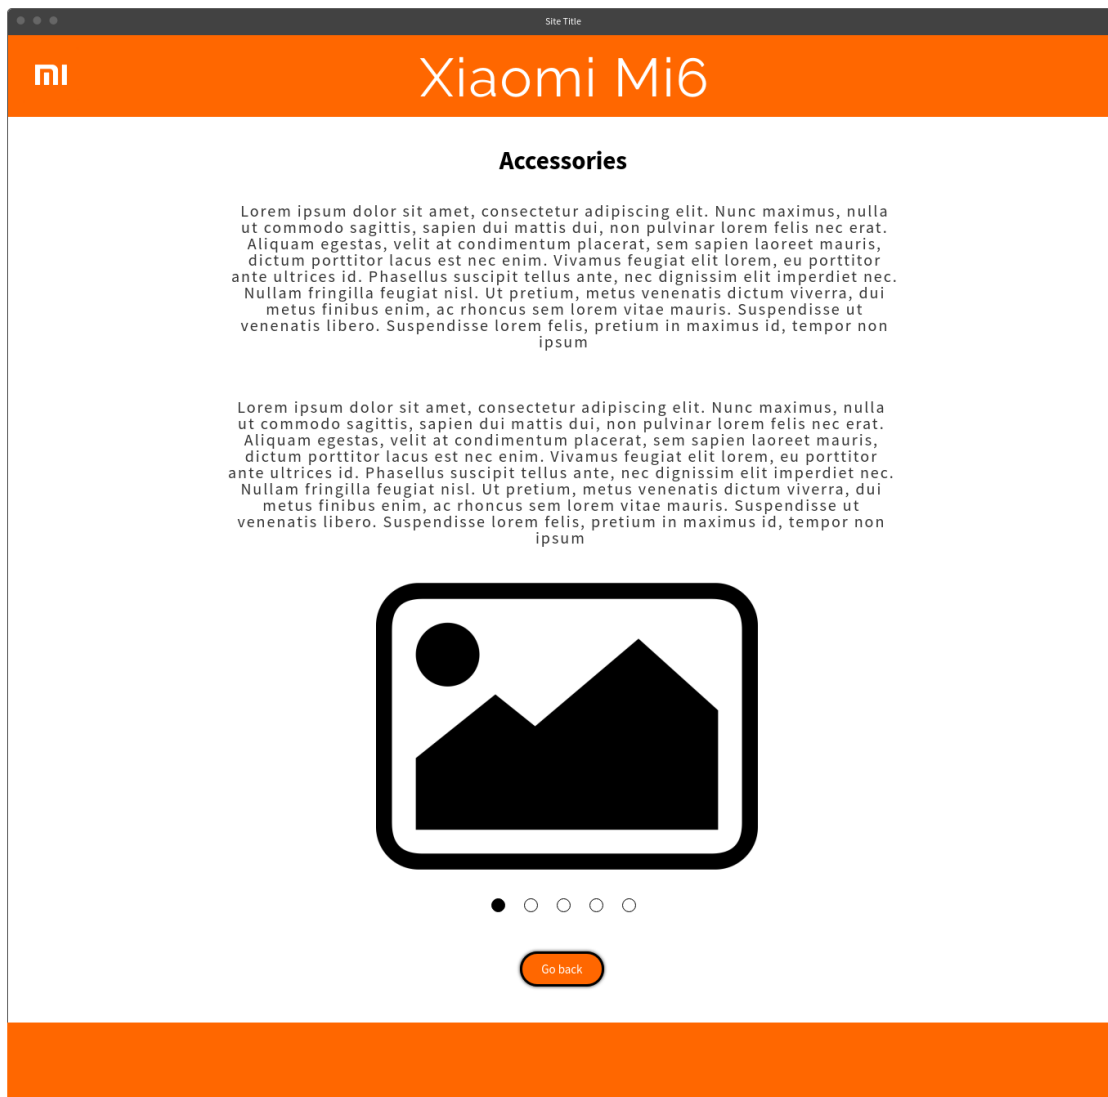 Site Title
mi
Xiaomi Mi6
Accessories
Lorem ipsum dolor sit amet, consectetur adipiscing elit. Nunc maximus, nulla
ut commodo sagittis, sapien dui mattis dui, non pulvinar lorem felis nec erat.
Aliquam egestas, velit at condimentum placerat, sem sapien laoreet mauris,
dictum porttitor lacus est nec enim. Vivamus feugiat elit lorem, eu porttitor
ante ultrices id. Phasellus suscipit tellus ante, nec dignissim elit imperdiet nec.
Nullam fringilla feugiat nisl. Ut pretium, metus venenatis dictum viverra, dui
metus finibus enim, ac rhoncus sem lorem vitae mauris. Suspendisse ut
venenatis libero. Suspendisse lorem felis, pretium in maximus id, tempor non
ipsum
Lorem ipsum dolor sit amet, consectetur adipiscing elit. Nunc maximus, nulla
ut commodo sagittis, sapien dui mattis dui, non pulvinar lorem felis nec erat.
Aliquam egestas, velit at condimentum placerat, sem sapien laoreet mauris,
dictum porttitor lacus est nec enim. Vivamus feugiat elit lorem, eu porttitor
ante ultrices id. Phasellus suscipit tellus ante, nec dignissim elit imperdiet nec.
Nullam fringilla feugiat nisl. Ut pretium, metus venenatis dictum viverra, dui
metus finibus enim, ac rhoncus sem lorem vitae mauris. Suspendisse ut
venenatis libero. Suspendisse lorem felis, pretium in maximus id, tempor non
ipsum
Go back